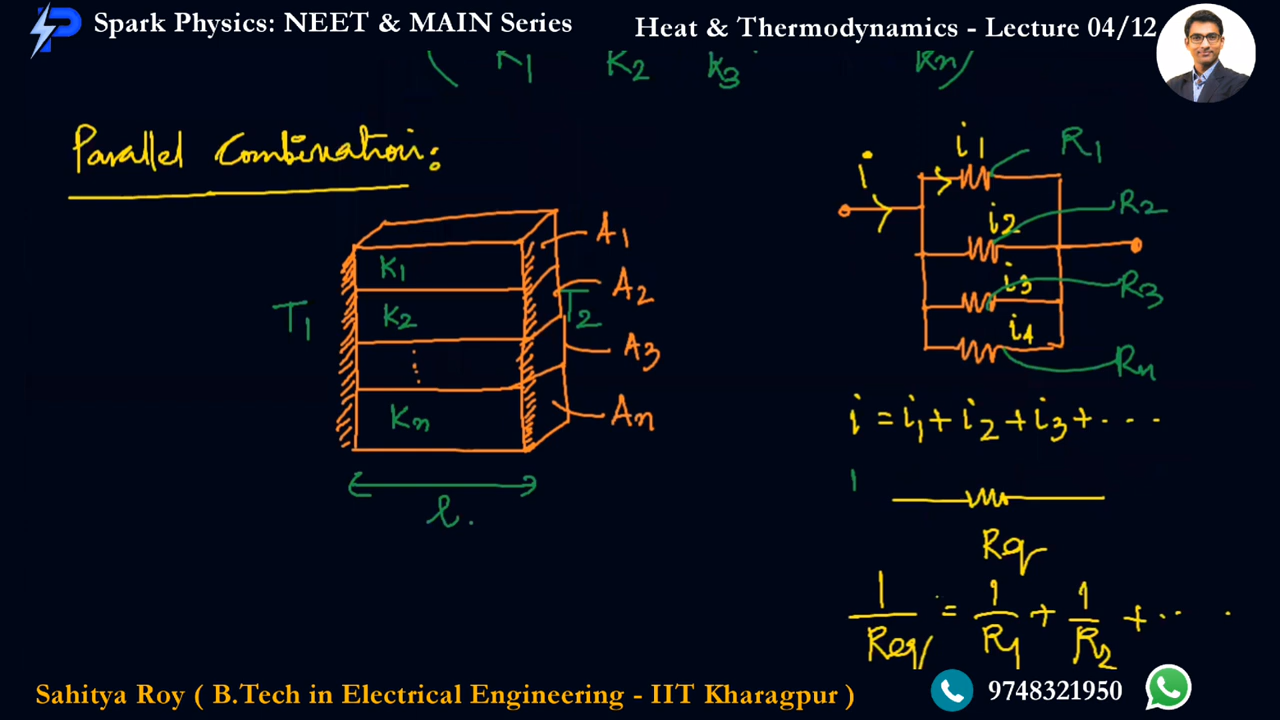 Spark Physics: NEET & MAIN Series
Heat & Thermodynamics - Lecture 04/12
( K1 K2 K3 Kn)
Parallel Combination:
K1
K2
⋮
Kn
T1
T2
A1
A2
A3
An
l.
i
i1
i2
i3
i4
R1
R2
R3
Rn
i = i1 + i2 + i3 + ...
Req
1/Req = 1/R1 + 1/R2 + ...
Sahitya Roy ( B.Tech in Electrical Engineering - IIT Kharagpur )
9748321950